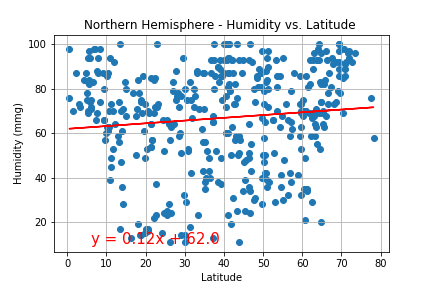 Northern Hemisphere - Humidity vs. Latitude
100
80
60
40
20
Humidity (mmg)
y = 0.12x + 62.0
0 10 20 30 40 50 60 70 80
Latitude